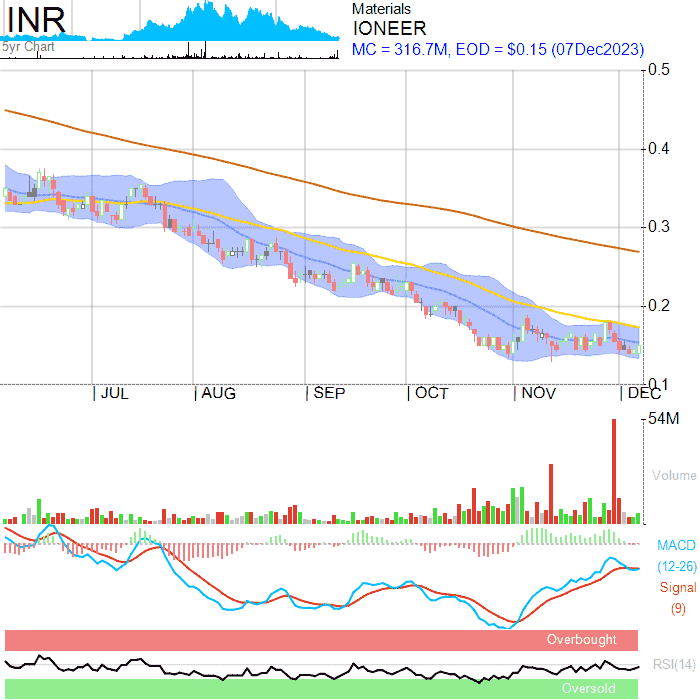 INR
5yr Chart
Materials
IONEER
MC = 316.7M, EOD = $0.15 (07Dec2023)
0.5
0.4
0.3
0.2
0.1
JUL
AUG
SEP
OCT
NOV
DEC
54M
Volume
MACD
(12-26)
Signal
(9)
Overbought
RSI(14)
Oversold